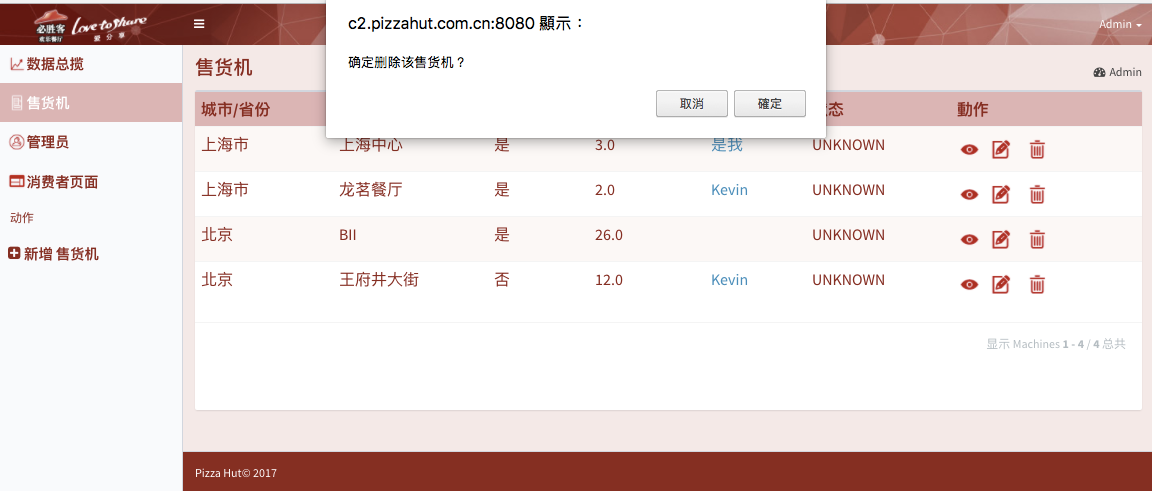 c2.pizzahut.com.cn:8080 顯示：
确定删除该售货机？
取消 確定
必胜客
欢乐餐厅
Love to Share
爱 分 享
Admin
数据总揽
售货机
管理员
消费者页面
动作
新增 售货机
售货机
Admin
城市/省份 态 動作
上海市 上海中心 是 3.0 是我 UNKNOWN
上海市 龙茗餐厅 是 2.0 Kevin UNKNOWN
北京 BII 是 26.0 UNKNOWN
北京 王府井大街 否 12.0 Kevin UNKNOWN
显示 Machines 1 - 4 / 4 总共
Pizza Hut© 2017